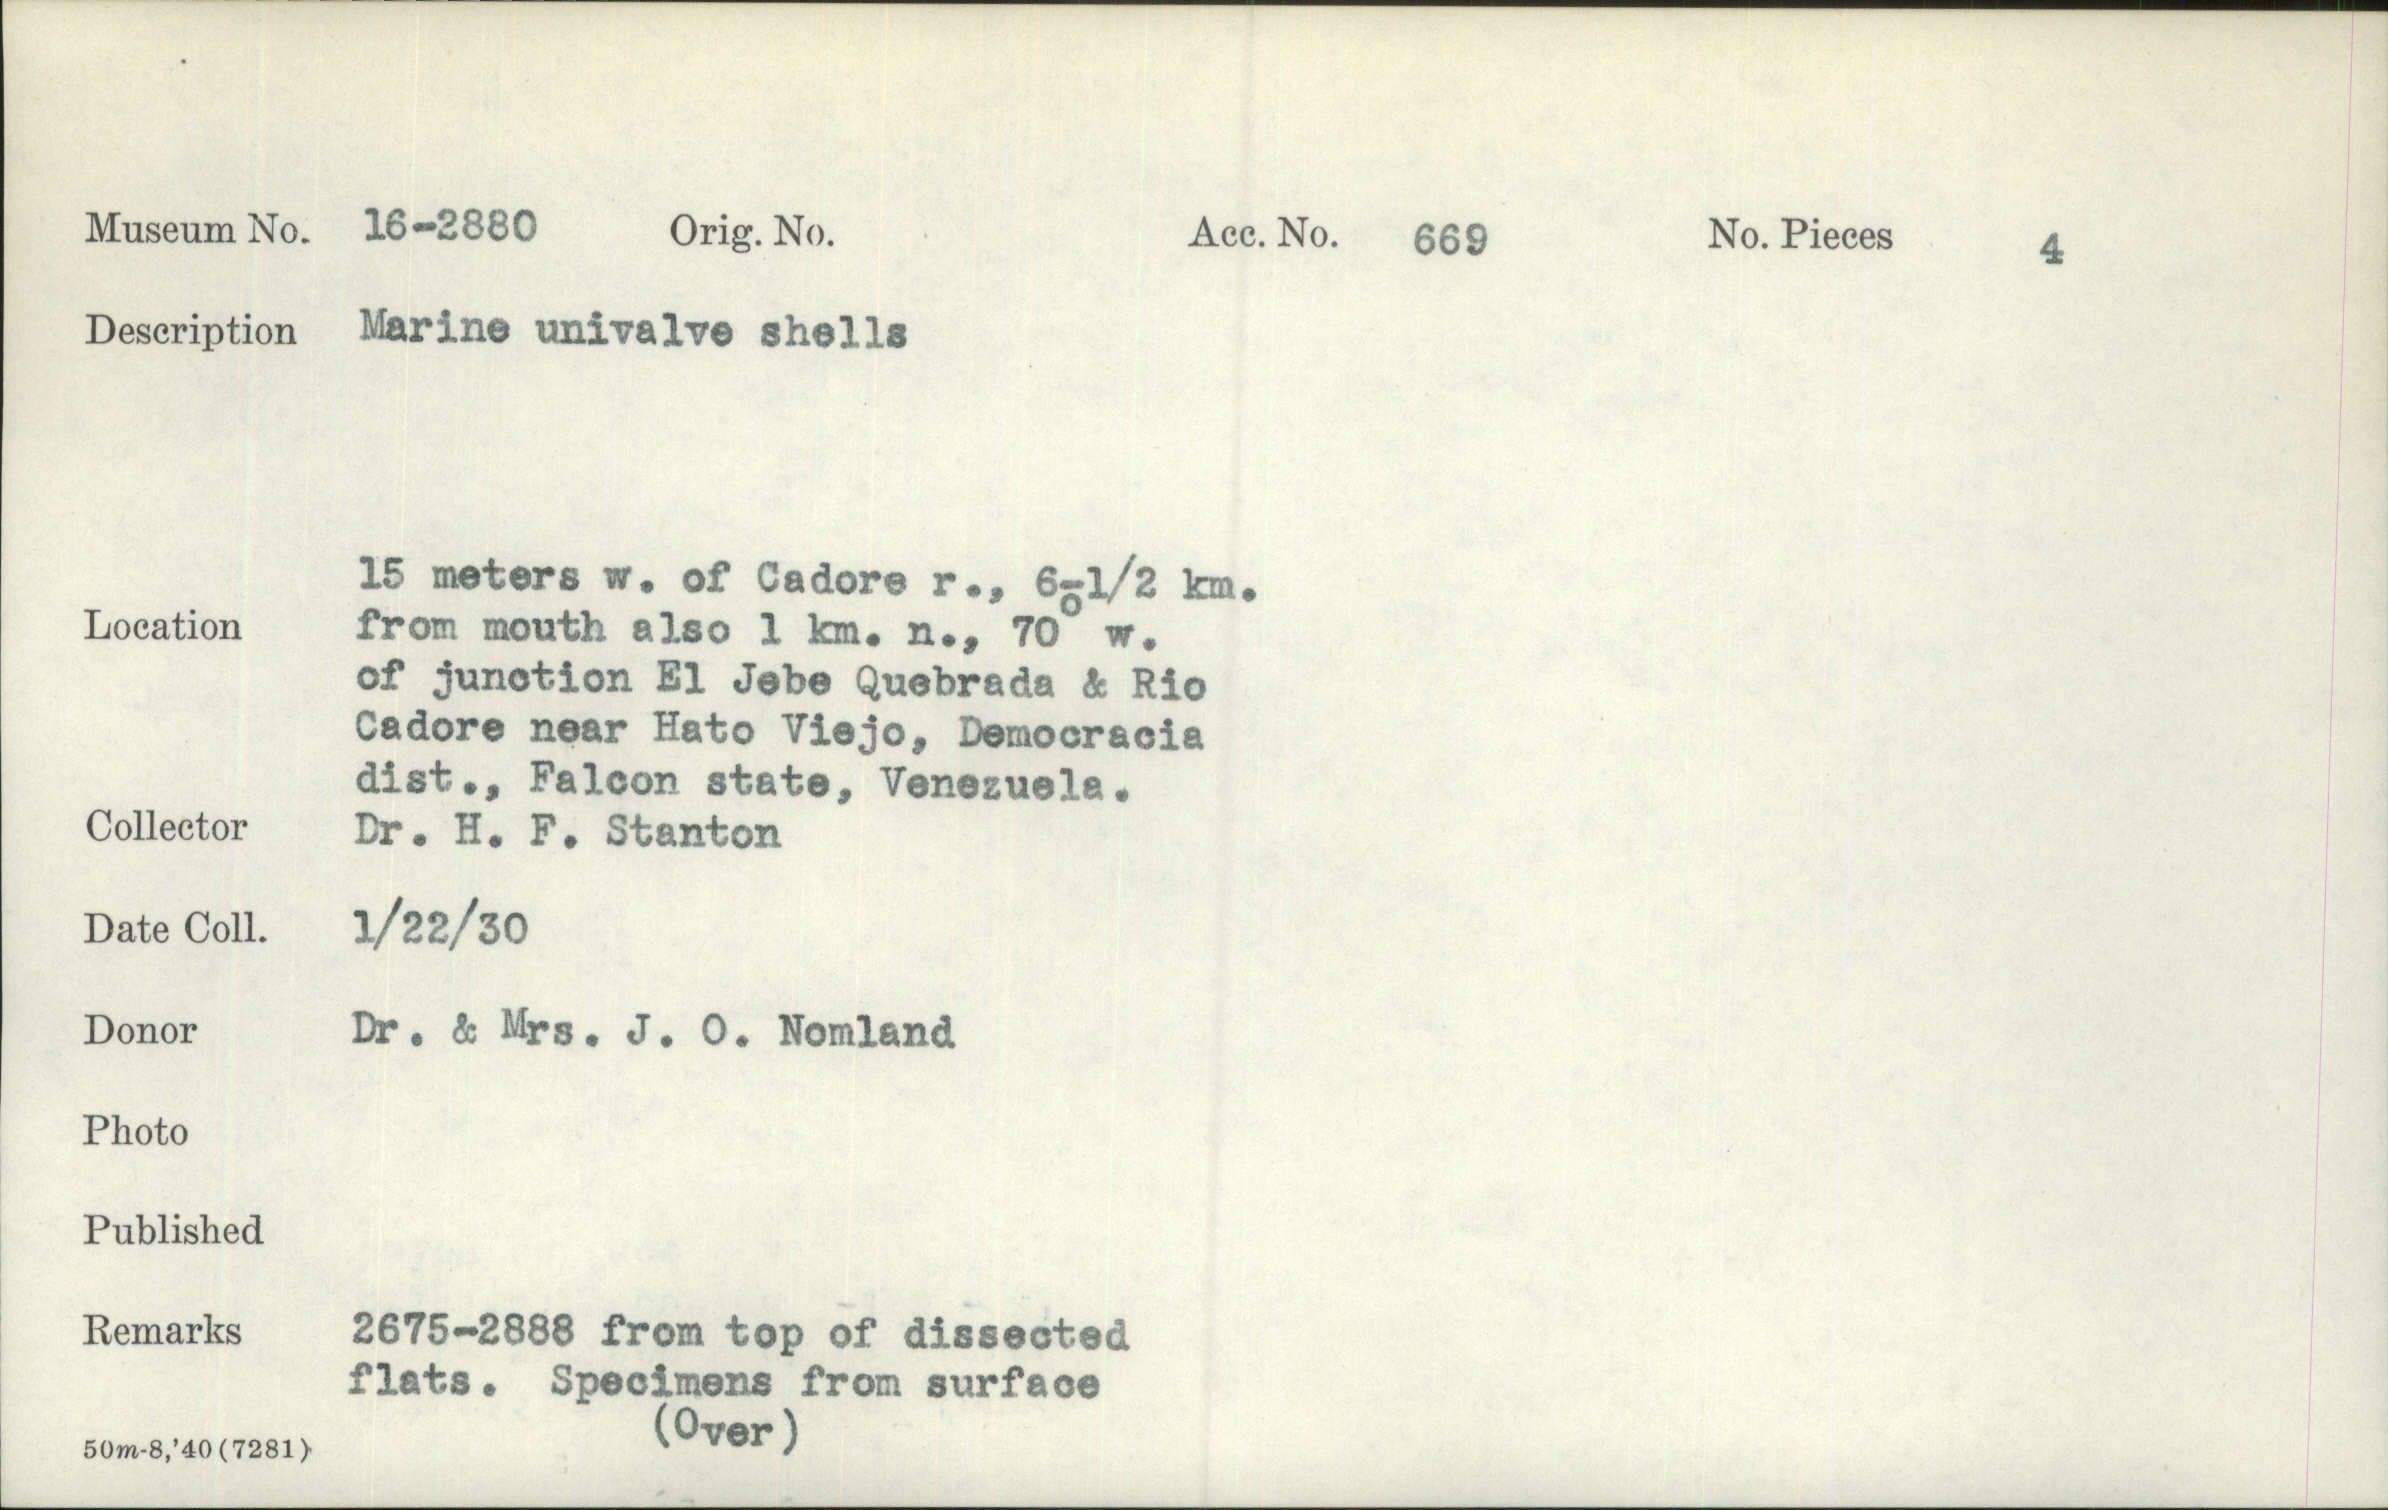 Museum No. 16-2880 Orig. No. Acc. No. 669 No. Pieces 4
Description Marine univalve shells
15 meters w. of Cadore r., 6-1/2 km.
Location from mouth also 1 km. n., 70° w.
of junction El Jebe Quebrada & Rio
Cadore near Hato Viejo, Democracia
dist., Falcon state, Venezuela.
Collector Dr. H. F. Stanton
Date Coll. 1/22/30
Donor Dr. & Mrs. J. O. Nomland
Photo
Published
Remarks 2675-2888 from top of dissected
flats. Specimens from surface
(Over)
50m-8,'40(7281)